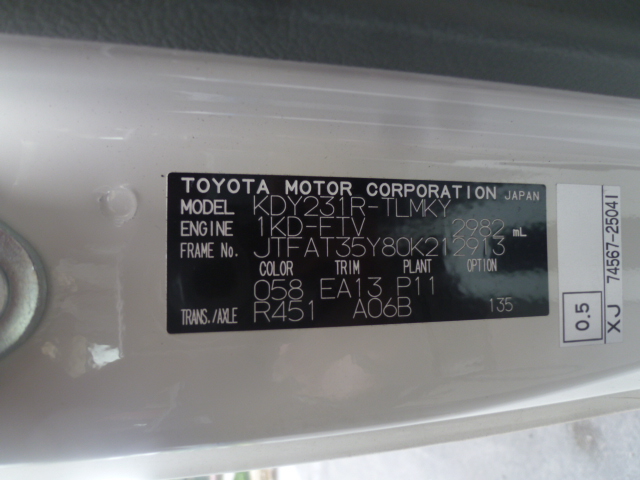 TOYOTA MOTOR CORPORATION JAPAN
MODEL KDY231R-TLMKY
ENGINE 1KD-FTV 2982 mL
FRAME No. JTFAT35Y80K212913
COLOR TRIM PLANT OPTION
058 EA13 P11
TRANS./AXLE R451 A06B 135
0.5
XJ 74567-25041